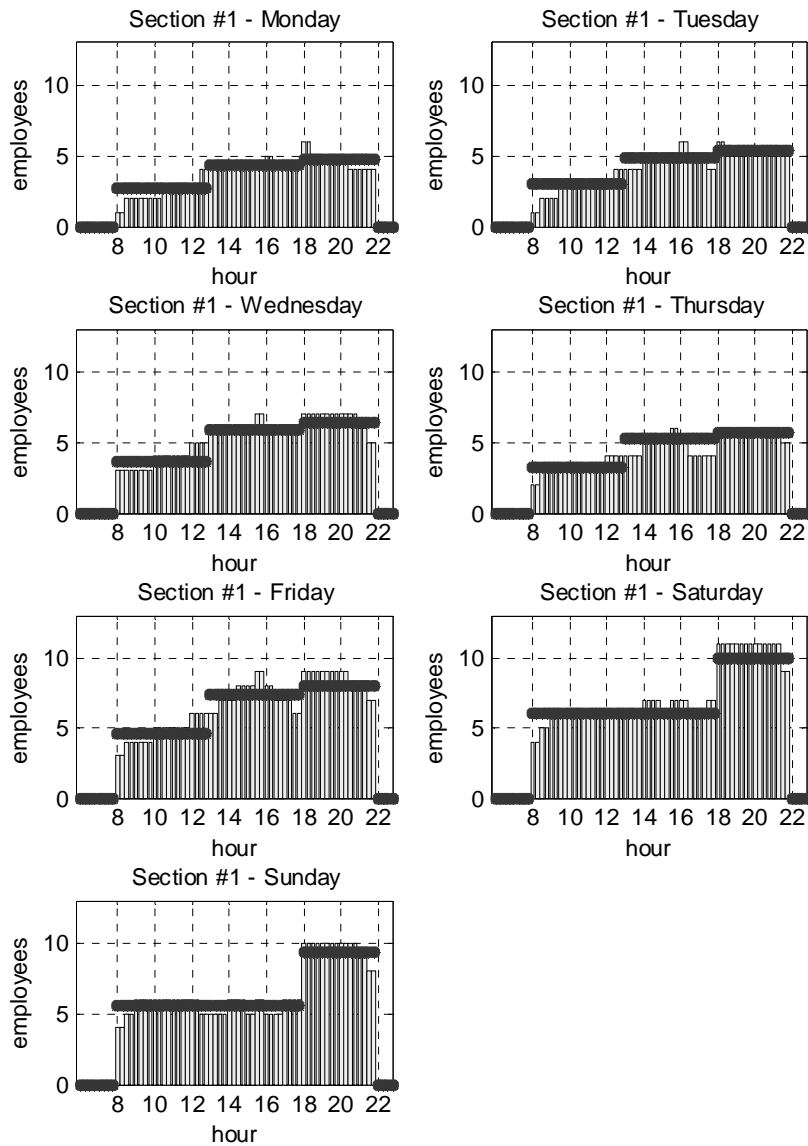 Section #1 - Monday
employees
10
5
0
8 10 12 14 16 18 20 22
hour
Section #1 - Tuesday
employees
10
5
0
8 10 12 14 16 18 20 22
hour
Section #1 - Wednesday
employees
10
5
0
8 10 12 14 16 18 20 22
hour
Section #1 - Thursday
employees
10
5
0
8 10 12 14 16 18 20 22
hour
Section #1 - Friday
employees
10
5
0
8 10 12 14 16 18 20 22
hour
Section #1 - Saturday
employees
10
5
0
8 10 12 14 16 18 20 22
hour
Section #1 - Sunday
employees
10
5
0
8 10 12 14 16 18 20 22
hour